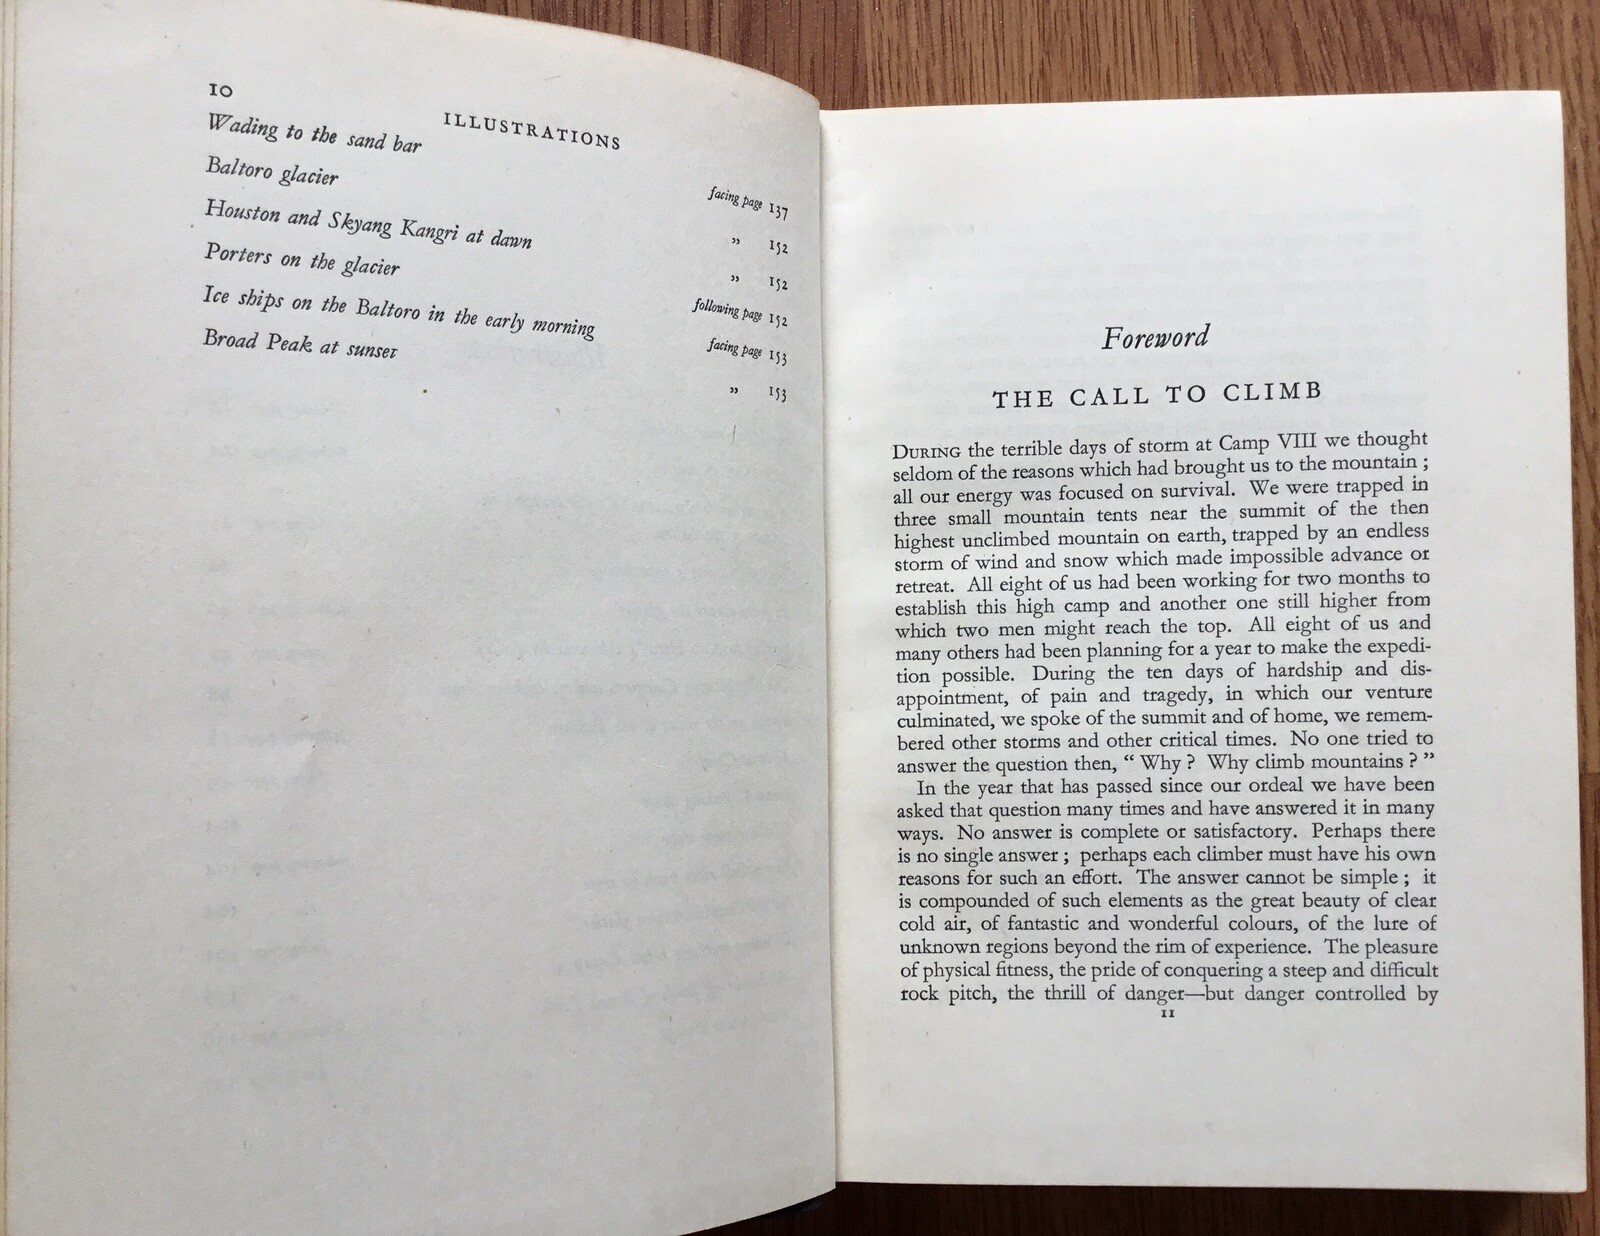 10
ILLUSTRATIONS
Wading to the sand bar facing page 137
Baltoro glacier ” 152
Houston and Skyang Kangri at dawn ” 152
Porters on the glacier following page 152
Ice ships on the Baltoro in the early morning facing page 153
Broad Peak at sunset ” 153
Foreword
THE CALL TO CLIMB
DURING the terrible days of storm at Camp VIII we thought
seldom of the reasons which had brought us to the mountain ;
all our energy was focused on survival. We were trapped in
three small mountain tents near the summit of the then
highest unclimbed mountain on earth, trapped by an endless
storm of wind and snow which made impossible advance or
retreat. All eight of us had been working for two months to
establish this high camp and another one still higher from
which two men might reach the top. All eight of us and
many others had been planning for a year to make the expedi-
tion possible. During the ten days of hardship and dis-
appointment, of pain and tragedy, in which our venture
culminated, we spoke of the summit and of home, we remem-
bered other storms and other critical times. No one tried to
answer the question then, “ Why ? Why climb mountains ? ”
In the year that has passed since our ordeal we have been
asked that question many times and have answered it in many
ways. No answer is complete or satisfactory. Perhaps there
is no single answer ; perhaps each climber must have his own
reasons for such an effort. The answer cannot be simple ; it
is compounded of such elements as the great beauty of clear
cold air, of fantastic and wonderful colours, of the lure of
unknown regions beyond the rim of experience. The pleasure
of physical fitness, the pride of conquering a steep and difficult
rock pitch, the thrill of danger—but danger controlled by
11